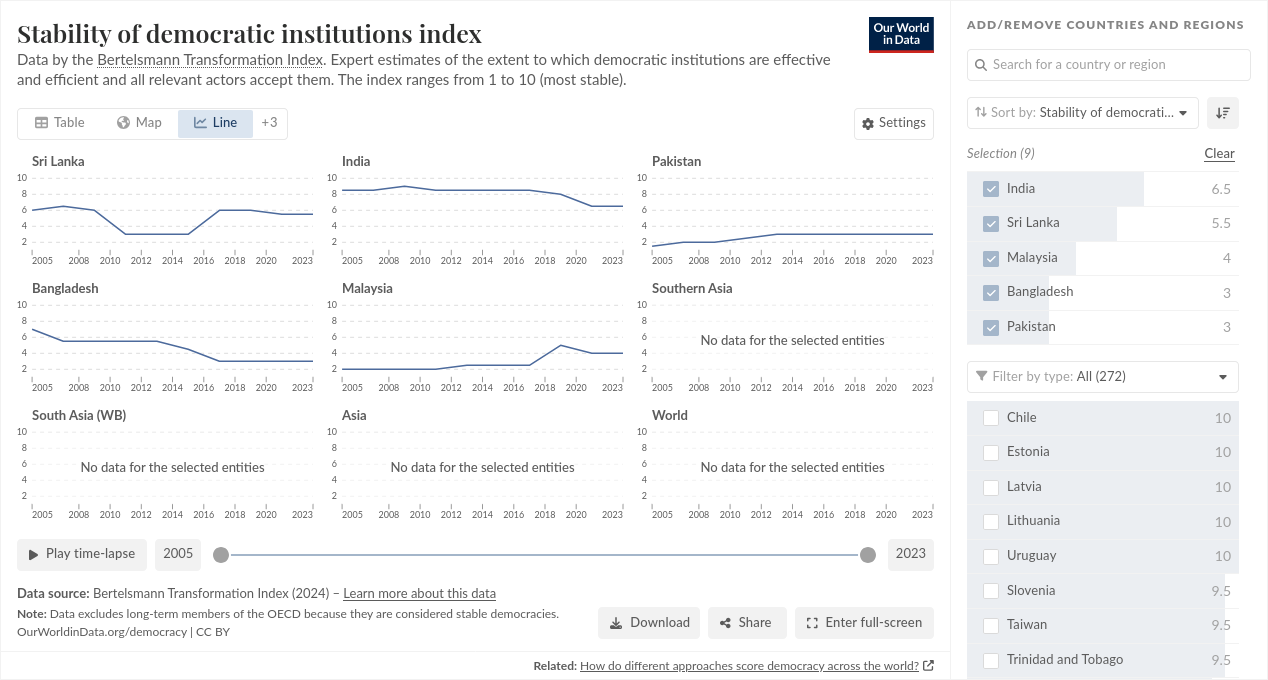 Stability of democratic institutions index
Data by the Bertelsmann Transformation Index. Expert estimates of the extent to which democratic institutions are effective
and efficient and all relevant actors accept them. The index ranges from 1 to 10 (most stable).
Our World
in Data
Table Map Line +3
Settings
Sri Lanka
10
8
6
4
2
2005 2008 2010 2012 2014 2016 2018 2020 2023
India
10
8
6
4
2
2005 2008 2010 2012 2014 2016 2018 2020 2023
Pakistan
10
8
6
4
2
2005 2008 2010 2012 2014 2016 2018 2020 2023
Bangladesh
10
8
6
4
2
2005 2008 2010 2012 2014 2016 2018 2020 2023
Malaysia
10
8
6
4
2
2005 2008 2010 2012 2014 2016 2018 2020 2023
Southern Asia
10
8
6
No data for the selected entities
4
2
2005 2008 2010 2012 2014 2016 2018 2020 2023
South Asia (WB)
10
8
6
No data for the selected entities
4
2
2005 2008 2010 2012 2014 2016 2018 2020 2023
Asia
10
8
6
No data for the selected entities
4
2
2005 2008 2010 2012 2014 2016 2018 2020 2023
World
10
8
6
No data for the selected entities
4
2
2005 2008 2010 2012 2014 2016 2018 2020 2023
Play time-lapse 2005 2023
Data source: Bertelsmann Transformation Index (2024) – Learn more about this data
Note: Data excludes long-term members of the OECD because they are considered stable democracies.
OurWorldinData.org/democracy | CC BY
Download Share Enter full-screen
Related: How do different approaches score democracy across the world?
ADD/REMOVE COUNTRIES AND REGIONS
Search for a country or region
Sort by: Stability of democrati...
Selection (9) Clear
India 6.5
Sri Lanka 5.5
Malaysia 4
Bangladesh 3
Pakistan 3
Filter by type: All (272)
Chile 10
Estonia 10
Latvia 10
Lithuania 10
Uruguay 10
Slovenia 9.5
Taiwan 9.5
Trinidad and Tobago 9.5